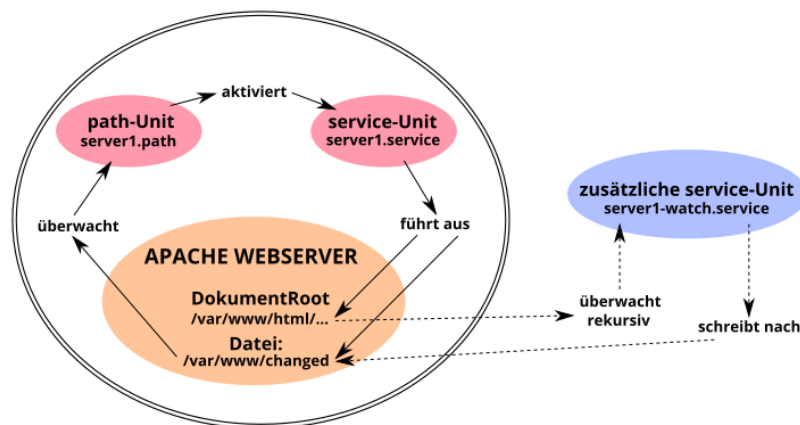 aktiviert
path-Unit
server1.path
service-Unit
server1.service
zusätzliche service-Unit
server1-watch.service
überwacht
führt aus
APACHE WEBSERVER
DokumentRoot
/var/www/html/...
Datei:
/var/www/changed
überwacht
rekursiv
schreibt nach